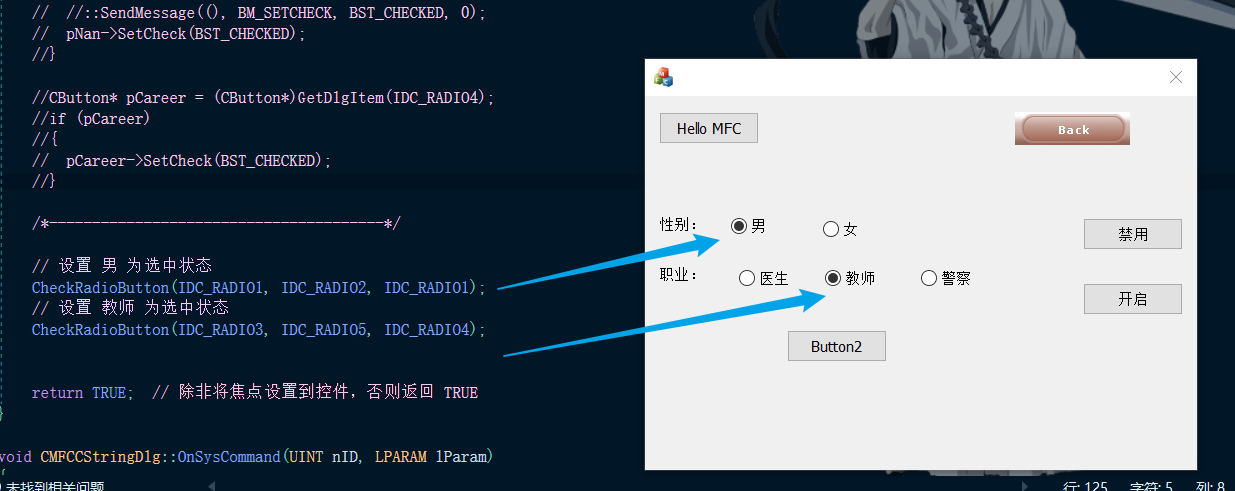 //  //::SendMessage((), BM_SETCHECK, BST_CHECKED, 0);
//  pNan->SetCheck(BST_CHECKED);
//}
//CButton* pCareer = (CButton*)GetDlgItem(IDC_RADIO4);
//if (pCareer)
//{
//  pCareer->SetCheck(BST_CHECKED);
//}
/*------------------------------------------*/
// 设置 男 为选中状态
CheckRadioButton(IDC_RADIO1, IDC_RADIO2, IDC_RADIO1);
// 设置 教师 为选中状态
CheckRadioButton(IDC_RADIO3, IDC_RADIO5, IDC_RADIO4);
return TRUE;  // 除非将焦点设置到控件，否则返回 TRUE
}
void CMFCCStringDlg::OnSysCommand(UINT nID, LPARAM lParam)
{
未找到相关问题
行: 125 字符: 5 列: 8
Hello MFC
Back
性别： 男 女
禁用
职业： 医生 教师 警察
开启
Button2